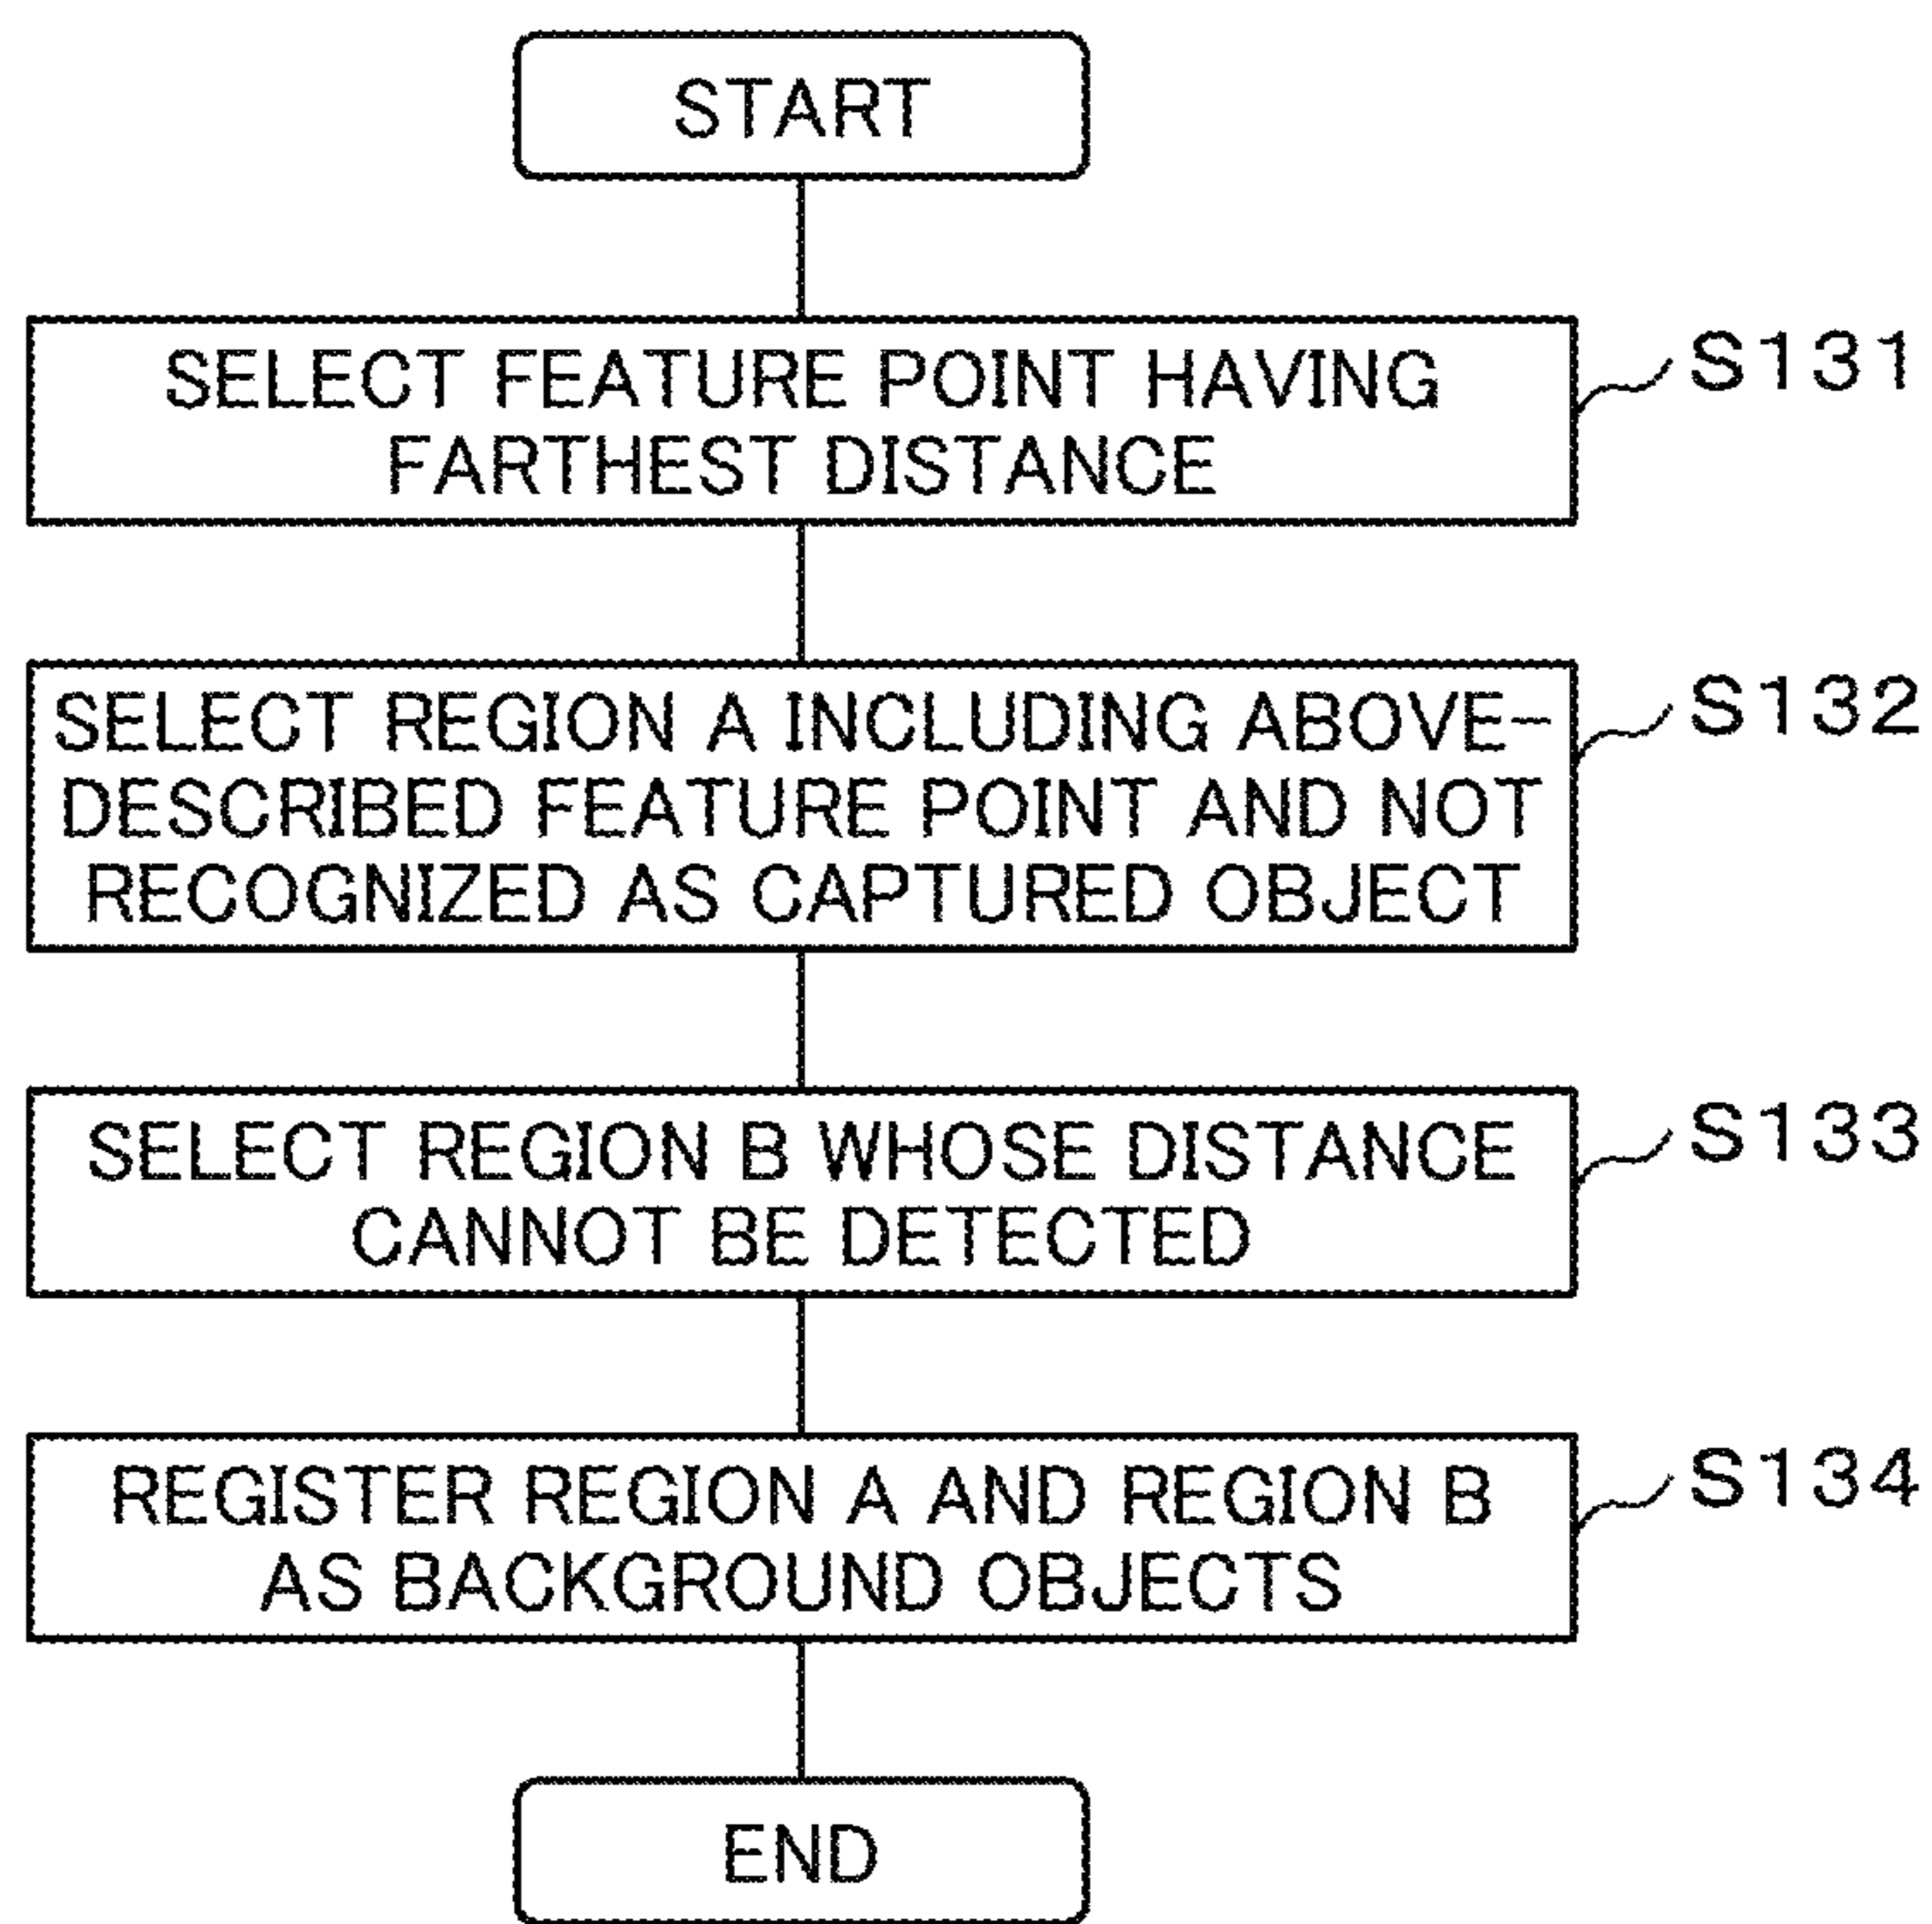 START
SELECT FEATURE POINT HAVING
FARTHEST DISTANCE
S131
SELECT REGION A INCLUDING ABOVE-
DESCRIBED FEATURE POINT AND NOT
RECOGNIZED AS CAPTURED OBJECT
S132
SELECT REGION B WHOSE DISTANCE
CANNOT BE DETECTED
S133
REGISTER REGION A AND REGION B
AS BACKGROUND OBJECTS
S134
END